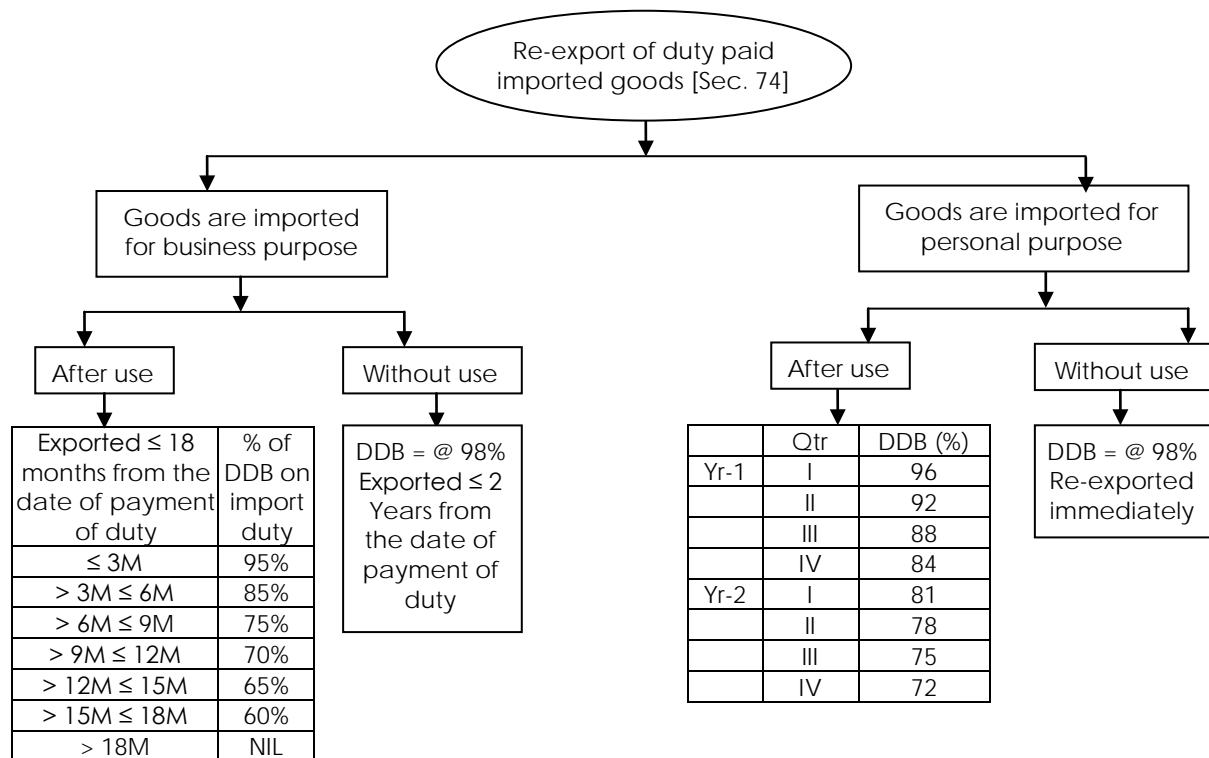 Re-export of duty paid
imported goods [Sec. 74]
Goods are imported
for business purpose
Goods are imported for
personal purpose
After use
Without use
After use
Without use
Exported ≤ 18
months from the
date of payment
of duty
% of
DDB on
import
duty
≤ 3M 95%
> 3M ≤ 6M 85%
> 6M ≤ 9M 75%
> 9M ≤ 12M 70%
> 12M ≤ 15M 65%
> 15M ≤ 18M 60%
> 18M NIL
DDB = @ 98%
Exported ≤ 2
Years from
the date of
payment of
duty
Qtr DDB (%)
Yr-1 I 96
II 92
III 88
IV 84
Yr-2 I 81
II 78
III 75
IV 72
DDB = @ 98%
Re-exported
immediately